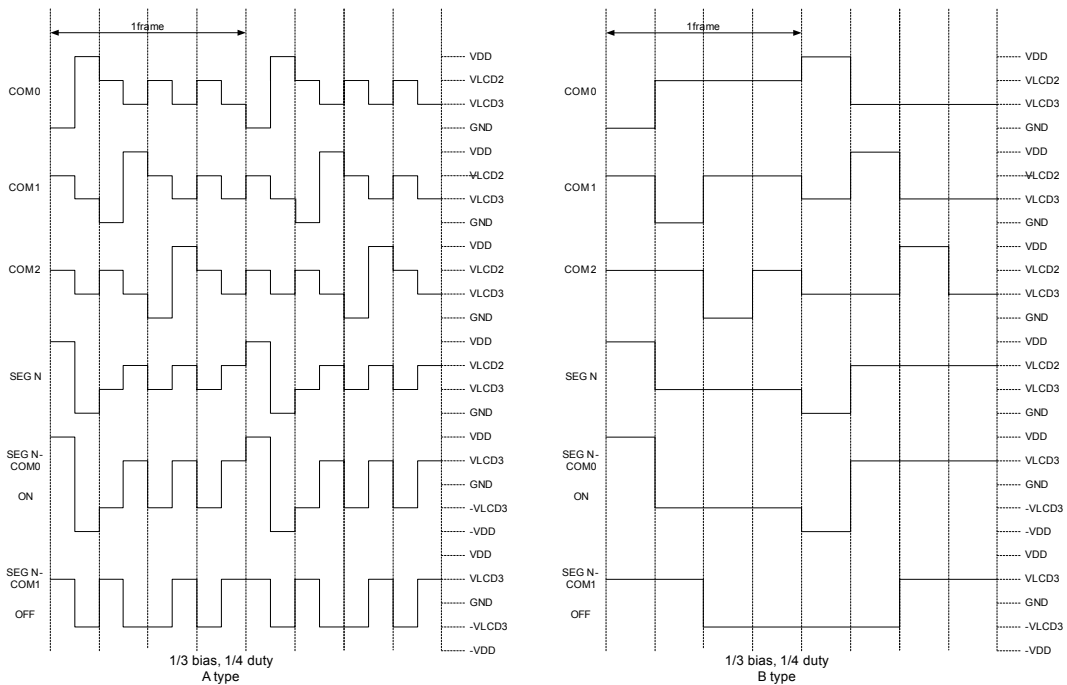 1frame
COM0
VDD
VLCD2
VLCD3
GND
COM1
VDD
VLCD2
VLCD3
GND
COM2
VDD
VLCD2
VLCD3
GND
SEG N
VDD
VLCD2
VLCD3
GND
SEG N-
COM0
ON
VDD
VLCD3
GND
-VLCD3
-VDD
SEG N-
COM1
OFF
VDD
VLCD3
GND
-VLCD3
-VDD
1/3 bias, 1/4 duty
A type
1frame
COM0
VDD
VLCD2
VLCD3
GND
COM1
VDD
VLCD2
VLCD3
GND
COM2
VDD
VLCD2
VLCD3
GND
SEG N
VDD
VLCD2
VLCD3
GND
SEG N-
COM0
ON
VDD
VLCD3
GND
-VLCD3
-VDD
SEG N-
COM1
OFF
VDD
VLCD3
GND
-VLCD3
-VDD
1/3 bias, 1/4 duty
B type